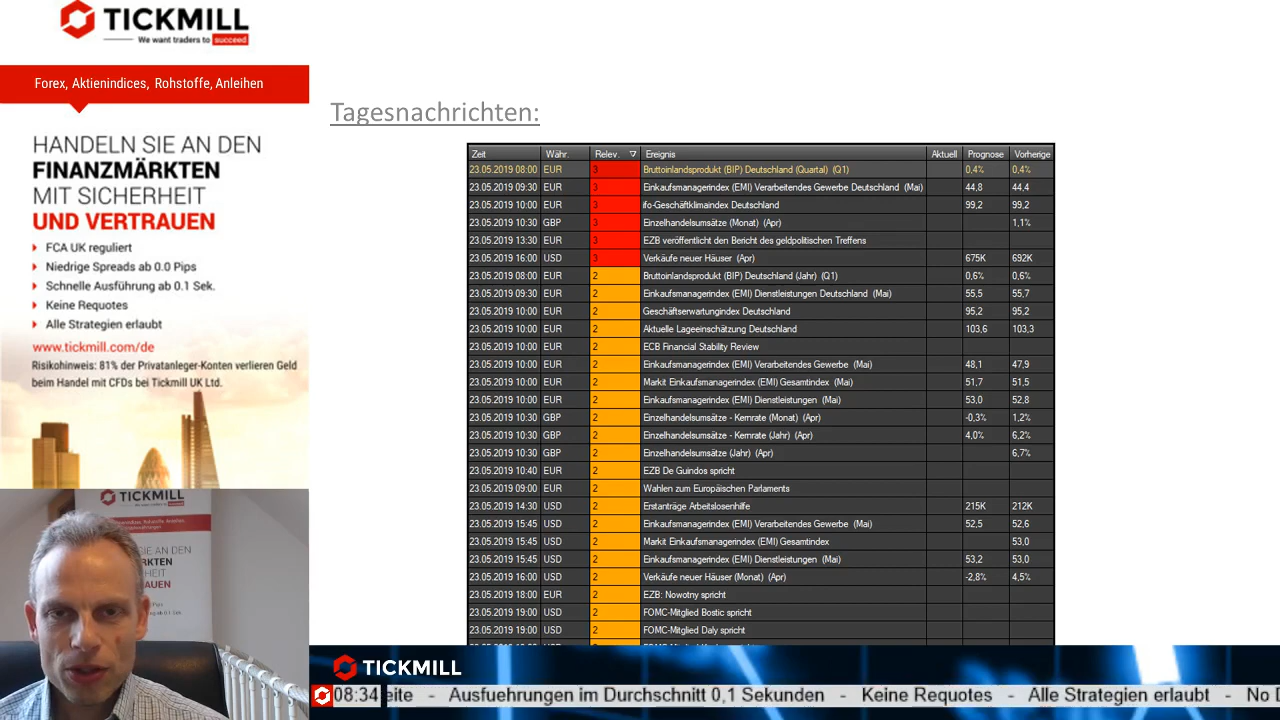 TICKMILL
We want traders to succeed
Forex, Aktienindices, Rohstoffe, Anleihen
HANDELN SIE AN DEN
FINANZMÄRKTEN
MIT SICHERHEIT
UND VERTRAUEN
FCA UK reguliert
Niedrige Spreads ab 0.0 Pips
Schnelle Ausführung ab 0.1 Sek.
Keine Requotes
Alle Strategien erlaubt
www.tickmill.com/de
Risikohinweis: 81% der Privatanleger-Konten verlieren Geld
beim Handel mit CFDs bei Tickmill UK Ltd.
Tagesnachrichten:
Zeit Währ. Relev. Ereignis Aktuell Prognose Vorherige
23.05.2019 08:00 EUR 3 Bruttoinlandsprodukt (BIP) Deutschland (Quartal) (Q1) 0,4% 0,4%
23.05.2019 09:30 EUR 3 Einkaufsmanagerindex (EMI) Verarbeitendes Gewerbe Deutschland (Mai) 44,8 44,4
23.05.2019 10:00 EUR 3 ifo-Geschäftklimaindex Deutschland 99,2 99,2
23.05.2019 10:30 GBP 3 Einzelhandelsumsätze (Monat) (Apr) 1,1%
23.05.2019 13:30 EUR 3 EZB veröffentlicht den Bericht des geldpolitischen Treffens
23.05.2019 16:00 USD 3 Verkäufe neuer Häuser (Apr) 675K 692K
23.05.2019 08:00 EUR 2 Bruttoinlandsprodukt (BIP) Deutschland (Jahr) (Q1) 0,6% 0,6%
23.05.2019 09:30 EUR 2 Einkaufsmanagerindex (EMI) Dienstleistungen Deutschland (Mai) 55,5 55,7
23.05.2019 10:00 EUR 2 Geschäftserwartungindex Deutschland 95,2 95,2
23.05.2019 10:00 EUR 2 Aktuelle Lageeinschätzung Deutschland 103,6 103,3
23.05.2019 10:00 EUR 2 ECB Financial Stability Review
23.05.2019 10:00 EUR 2 Einkaufsmanagerindex (EMI) Verarbeitendes Gewerbe (Mai) 48,1 47,9
23.05.2019 10:00 EUR 2 Markit Einkaufsmanagerindex (EMI) Gesamtindex (Mai) 51,7 51,5
23.05.2019 10:00 EUR 2 Einkaufsmanagerindex (EMI) Dienstleistungen (Mai) 53,0 52,8
23.05.2019 10:30 GBP 2 Einzelhandelsumsätze - Kernrate (Monat) (Apr) -0,3% 1,2%
23.05.2019 10:30 GBP 2 Einzelhandelsumsätze - Kernrate (Jahr) (Apr) 4,0% 6,2%
23.05.2019 10:30 GBP 2 Einzelhandelsumsätze (Jahr) (Apr) 6,7%
23.05.2019 10:40 EUR 2 EZB De Guindos spricht
23.05.2019 09:00 EUR 2 Wahlen zum Europäischen Parlaments
23.05.2019 14:30 USD 2 Erstanträge Arbeitslosenhilfe 215K 212K
23.05.2019 15:45 USD 2 Einkaufsmanagerindex (EMI) Verarbeitendes Gewerbe (Mai) 52,5 52,6
23.05.2019 15:45 USD 2 Markit Einkaufsmanagerindex (EMI) Gesamtindex 53,0
23.05.2019 15:45 USD 2 Einkaufsmanagerindex (EMI) Dienstleistungen (Mai) 53,2 53,0
23.05.2019 16:00 USD 2 Verkäufe neuer Häuser (Monat) (Apr) -2,8% 4,5%
23.05.2019 18:00 EUR 2 EZB: Nowotny spricht
23.05.2019 19:00 USD 2 FOMC-Mitglied Bostic spricht
23.05.2019 19:00 USD 2 FOMC-Mitglied Daly spricht
TICKMILL
TICKMILL
08:34 eite - Ausfuehrungen im Durchschnitt 0,1 Sekunden - Keine Requotes - Alle Strategien erlaubt - No D